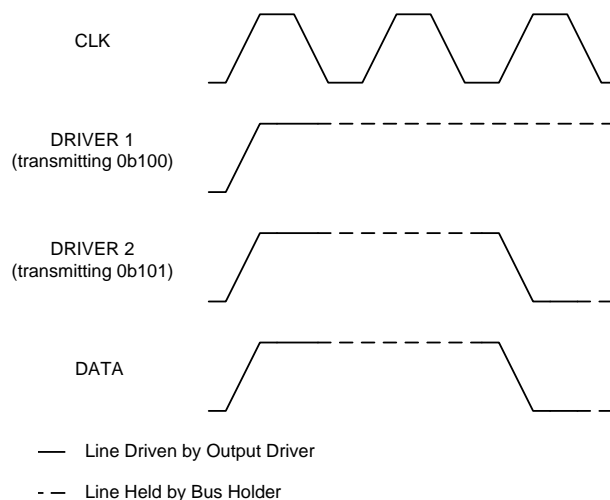 CLK
DRIVER 1
(transmitting 0b100)
DRIVER 2
(transmitting 0b101)
DATA
Line Driven by Output Driver
Line Held by Bus Holder